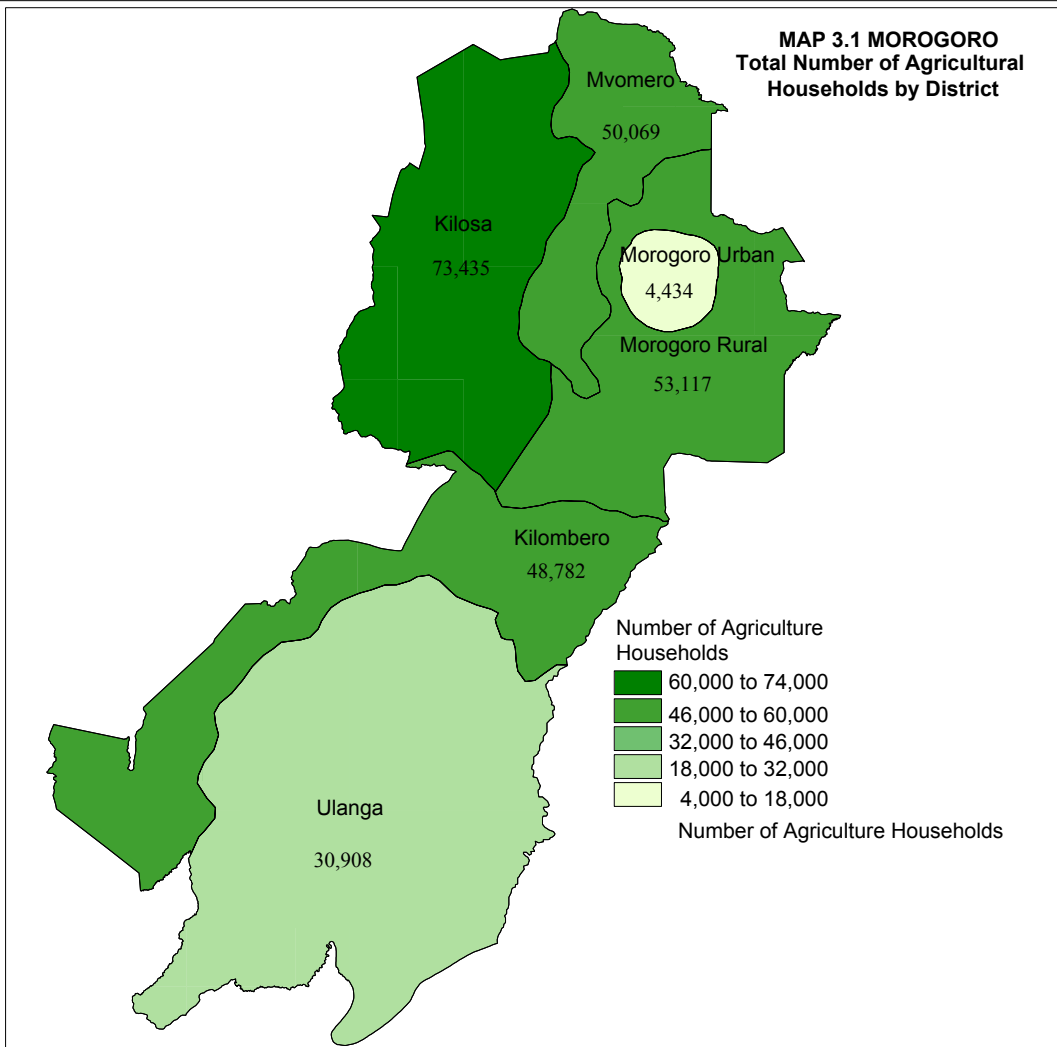 MAP 3.1 MOROGORO
Total Number of Agricultural
Households by District
Mvomero
50,069
Kilosa
73,435
Morogoro Urban
4,434
Morogoro Rural
53,117
Kilombero
48,782
Ulanga
30,908
Number of Agriculture
Households
60,000 to 74,000
46,000 to 60,000
32,000 to 46,000
18,000 to 32,000
4,000 to 18,000
Number of Agriculture Households